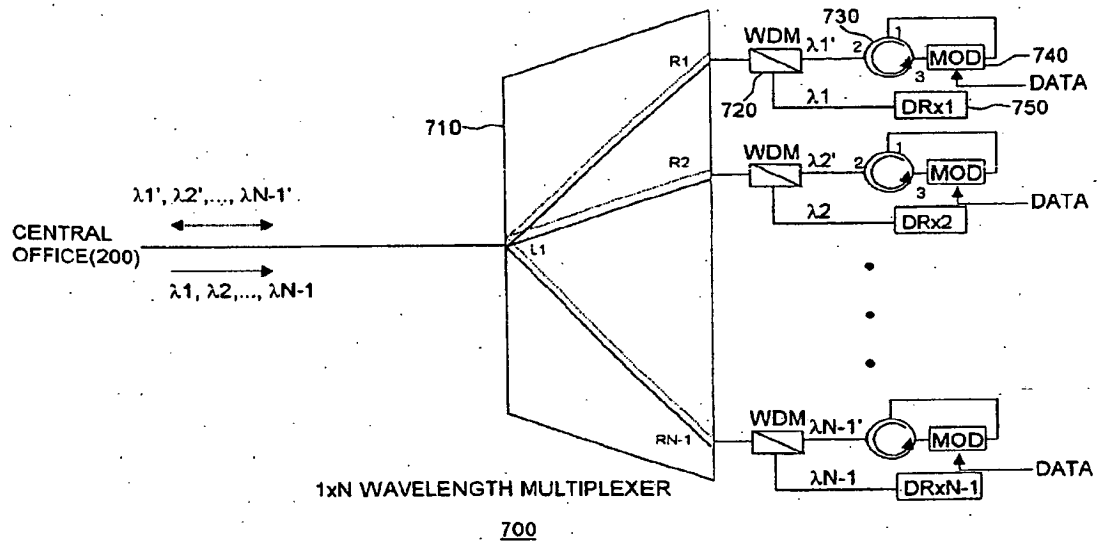 730
1
WDM
λ1'
2
R1
MOD
740
3
DATA
720
λ1
DRx1
750
710
WDM
λ2'
1
2
R2
MOD
3
DATA
λ1', λ2',..., λN-1'
λ2
DRx2
CENTRAL
OFFICE(200)
L1
λ1, λ2,..., λN-1
WDM
λN-1'
RN-1
MOD
DATA
λN-1
DRxN-1
1xN WAVELENGTH MULTIPLEXER
700